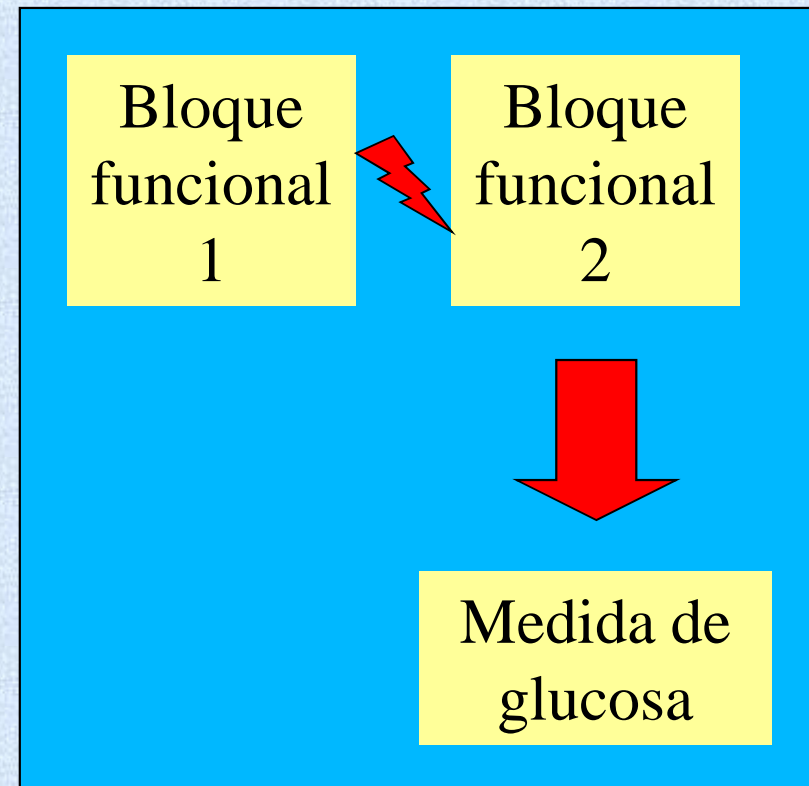 Bloque
funcional
1
Bloque
funcional
2
Medida de
glucosa